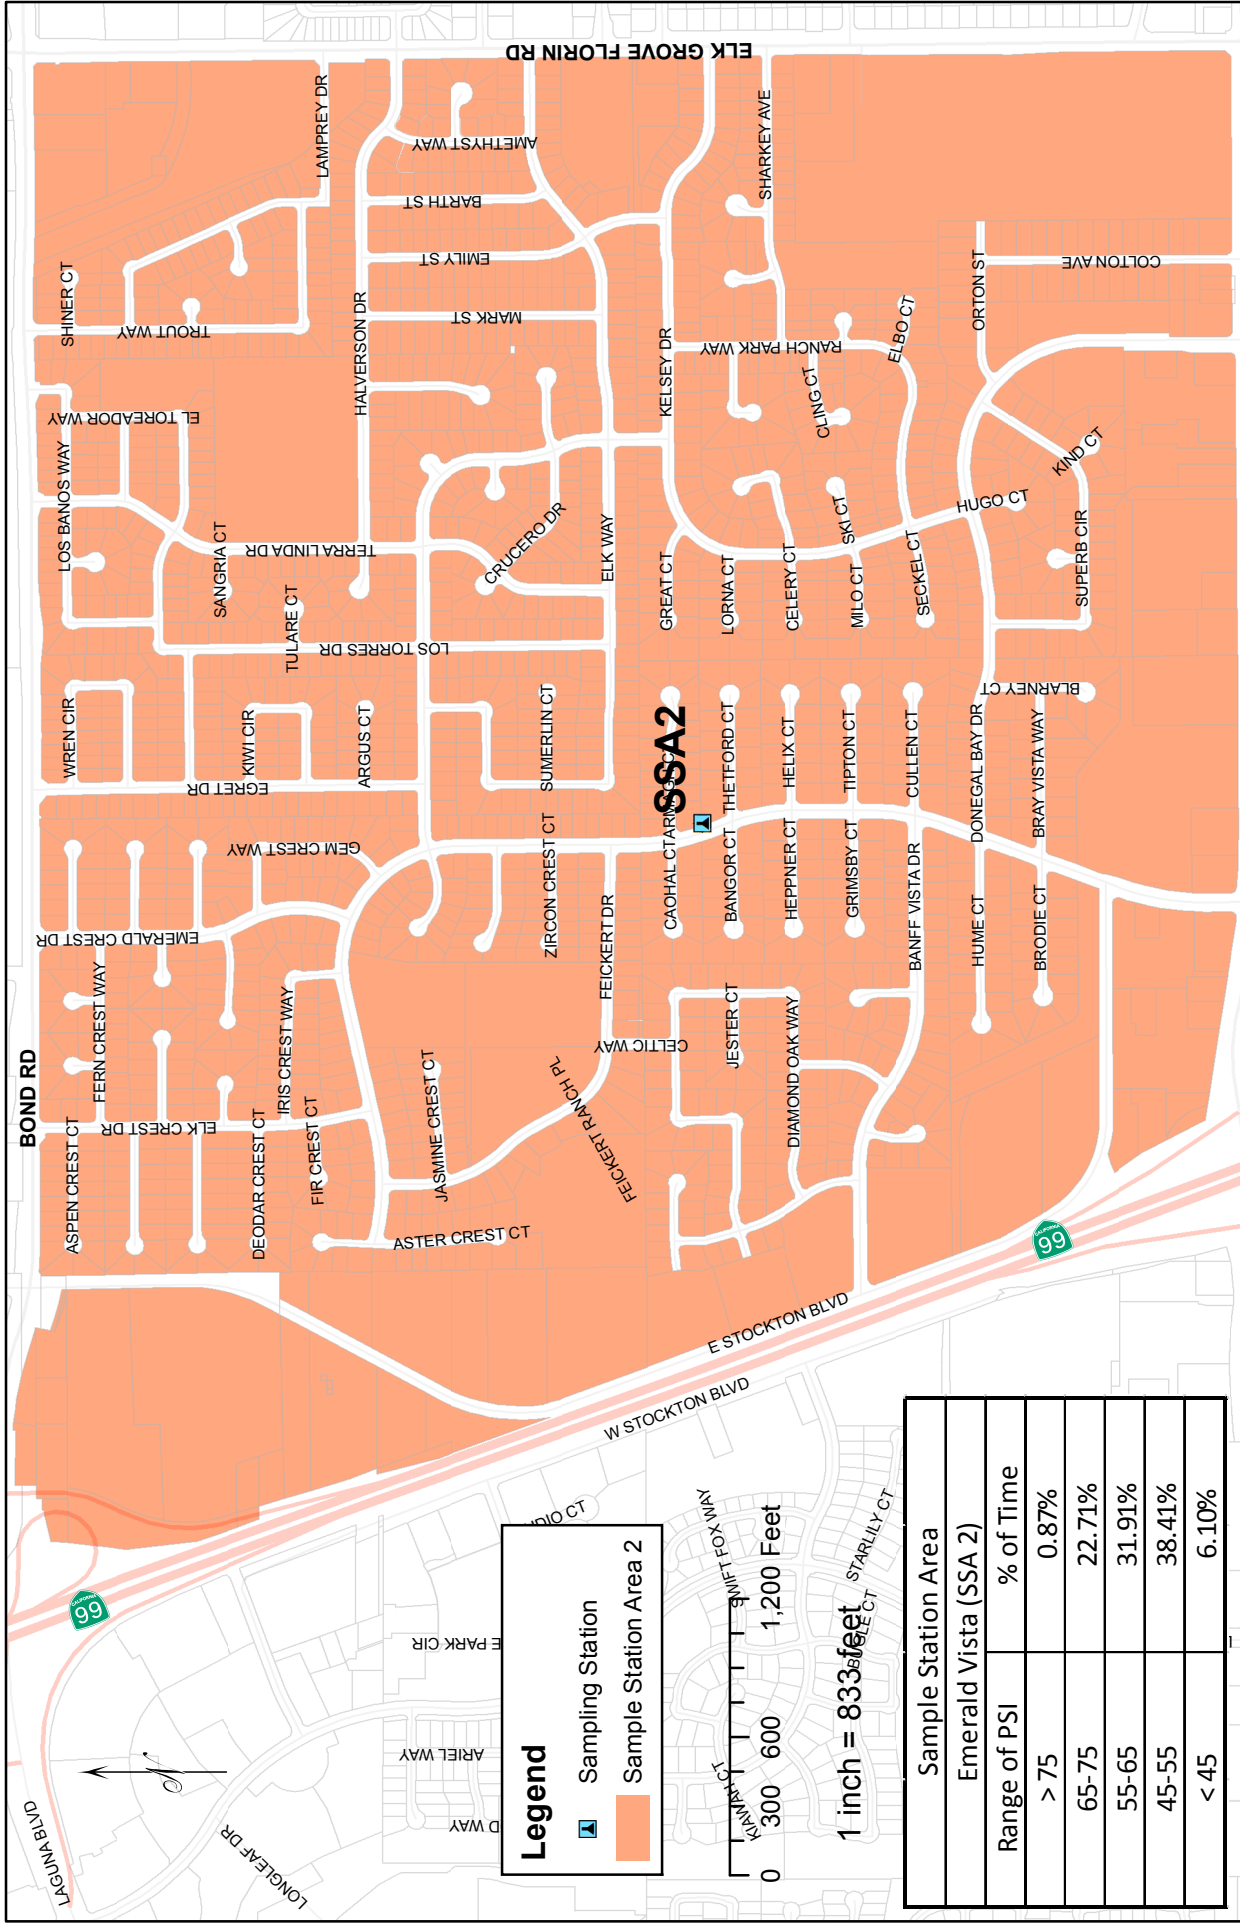 BOND RD
ELK GROVE FLORIN RD
LAGUNA BLVD
LONGLEAF DR
ARIEL WAY
D WAY
E PARK CIR
UDIO CT
W STOCKTON BLVD
E STOCKTON BLVD
CALIFORNIA
99
CALIFORNIA
99
SWIFT FOX WAY
STARLILY CT
BUGLE CT
KIAWAH CT
ASPEN CREST CT
FERN CREST WAY
ELK CREST DR
EMERALD CREST DR
DEODAR CREST CT
IRIS CREST WAY
FIR CREST CT
GEM CREST WAY
JASMINE CREST CT
ASTER CREST CT
ZIRCON CREST CT
FEICKERT DR
FEICKERT RANCH PL
CELTIC WAY
JESTER CT
DIAMOND OAK WAY
WREN CIR
KIWI CIR
EGRET DR
ARGUS CT
SUMERLIN CT
LOS BANOS WAY
EL TOREADOR WAY
SANGRIA CT
TULARE CT
TERRA LINDA DR
LOS TORRES DR
CRUCERO DR
ELK WAY
SHINER CT
TROUT WAY
LAMPREY DR
HALVERSON DR
AMETHYST WAY
BARTH ST
EMILY ST
MARK ST
KELSEY DR
SHARKEY AVE
RANCH PARK WAY
CLING CT
ELBO CT
ORTON ST
COLTON AVE
KIND CT
HUGO CT
SUPERB CIR
GREAT CT
LORNA CT
CELERY CT
SKI CT
MILO CT
SECKEL CT
SSA2
CAOHAL CT
BANGOR CT
THETFORD CT
HEPPNER CT
HELIX CT
GRIMSBY CT
TIPTON CT
BANFF VISTA DR
CULLEN CT
HUME CT
DONEGAL BAY DR
BRODIE CT
BRAY VISTA WAY
BLARNEY CT
Legend
Sampling Station
Sample Station Area 2
0 300 600 1,200 Feet
1 inch = 833 feet
Sample Station Area
Emerald Vista (SSA 2)
Range of PSI % of Time
> 75 0.87%
65-75 22.71%
55-65 31.91%
45-55 38.41%
< 45 6.10%